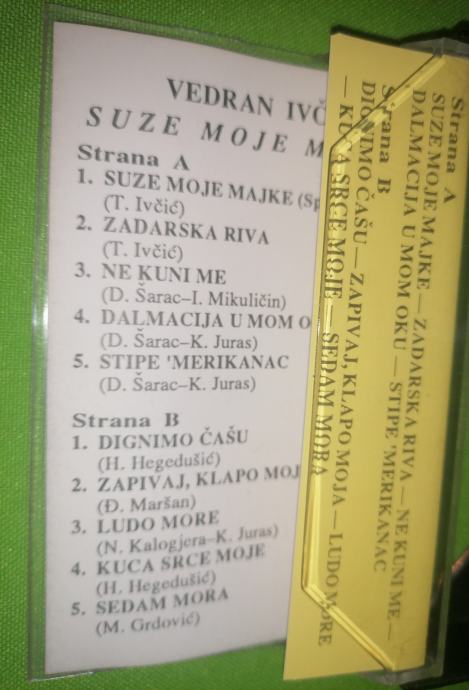 VEDRAN IVČ
SUZE MOJE M
Strana A
1. SUZE MOJE MAJKE (Sp
(T. Ivčić)
2. ZADARSKA RIVA
(T. Ivčić)
3. NE KUNI ME
(D. Šarac–I. Mikuličin)
4. DALMACIJA U MOM O
(D. Šarac–K. Juras)
5. STIPE 'MERIKANAC
(D. Šarac–K. Juras)
Strana B
1. DIGNIMO ČAŠU
(H. Hegedušić)
2. ZAPIVAJ, KLAPO MOJ
(Đ. Maršan)
3. LUDO MORE
(N. Kalogjera–K. Juras)
4. KUCA SRCE MOJE
(H. Hegedušić)
5. SEDAM MORA
(M. Grdović)
Strana A
SUZE MOJE MAJKE — ZADARSKA RIVA — NE KUNI ME —
DALMACIJA U MOM OKU — STIPE 'MERIKANAC
Strana B
DIGNIMO ČAŠU — ZAPIVAJ, KLAPO MOJA — LUDO MORE
— KUCA SRCE MOJE — SEDAM MORA